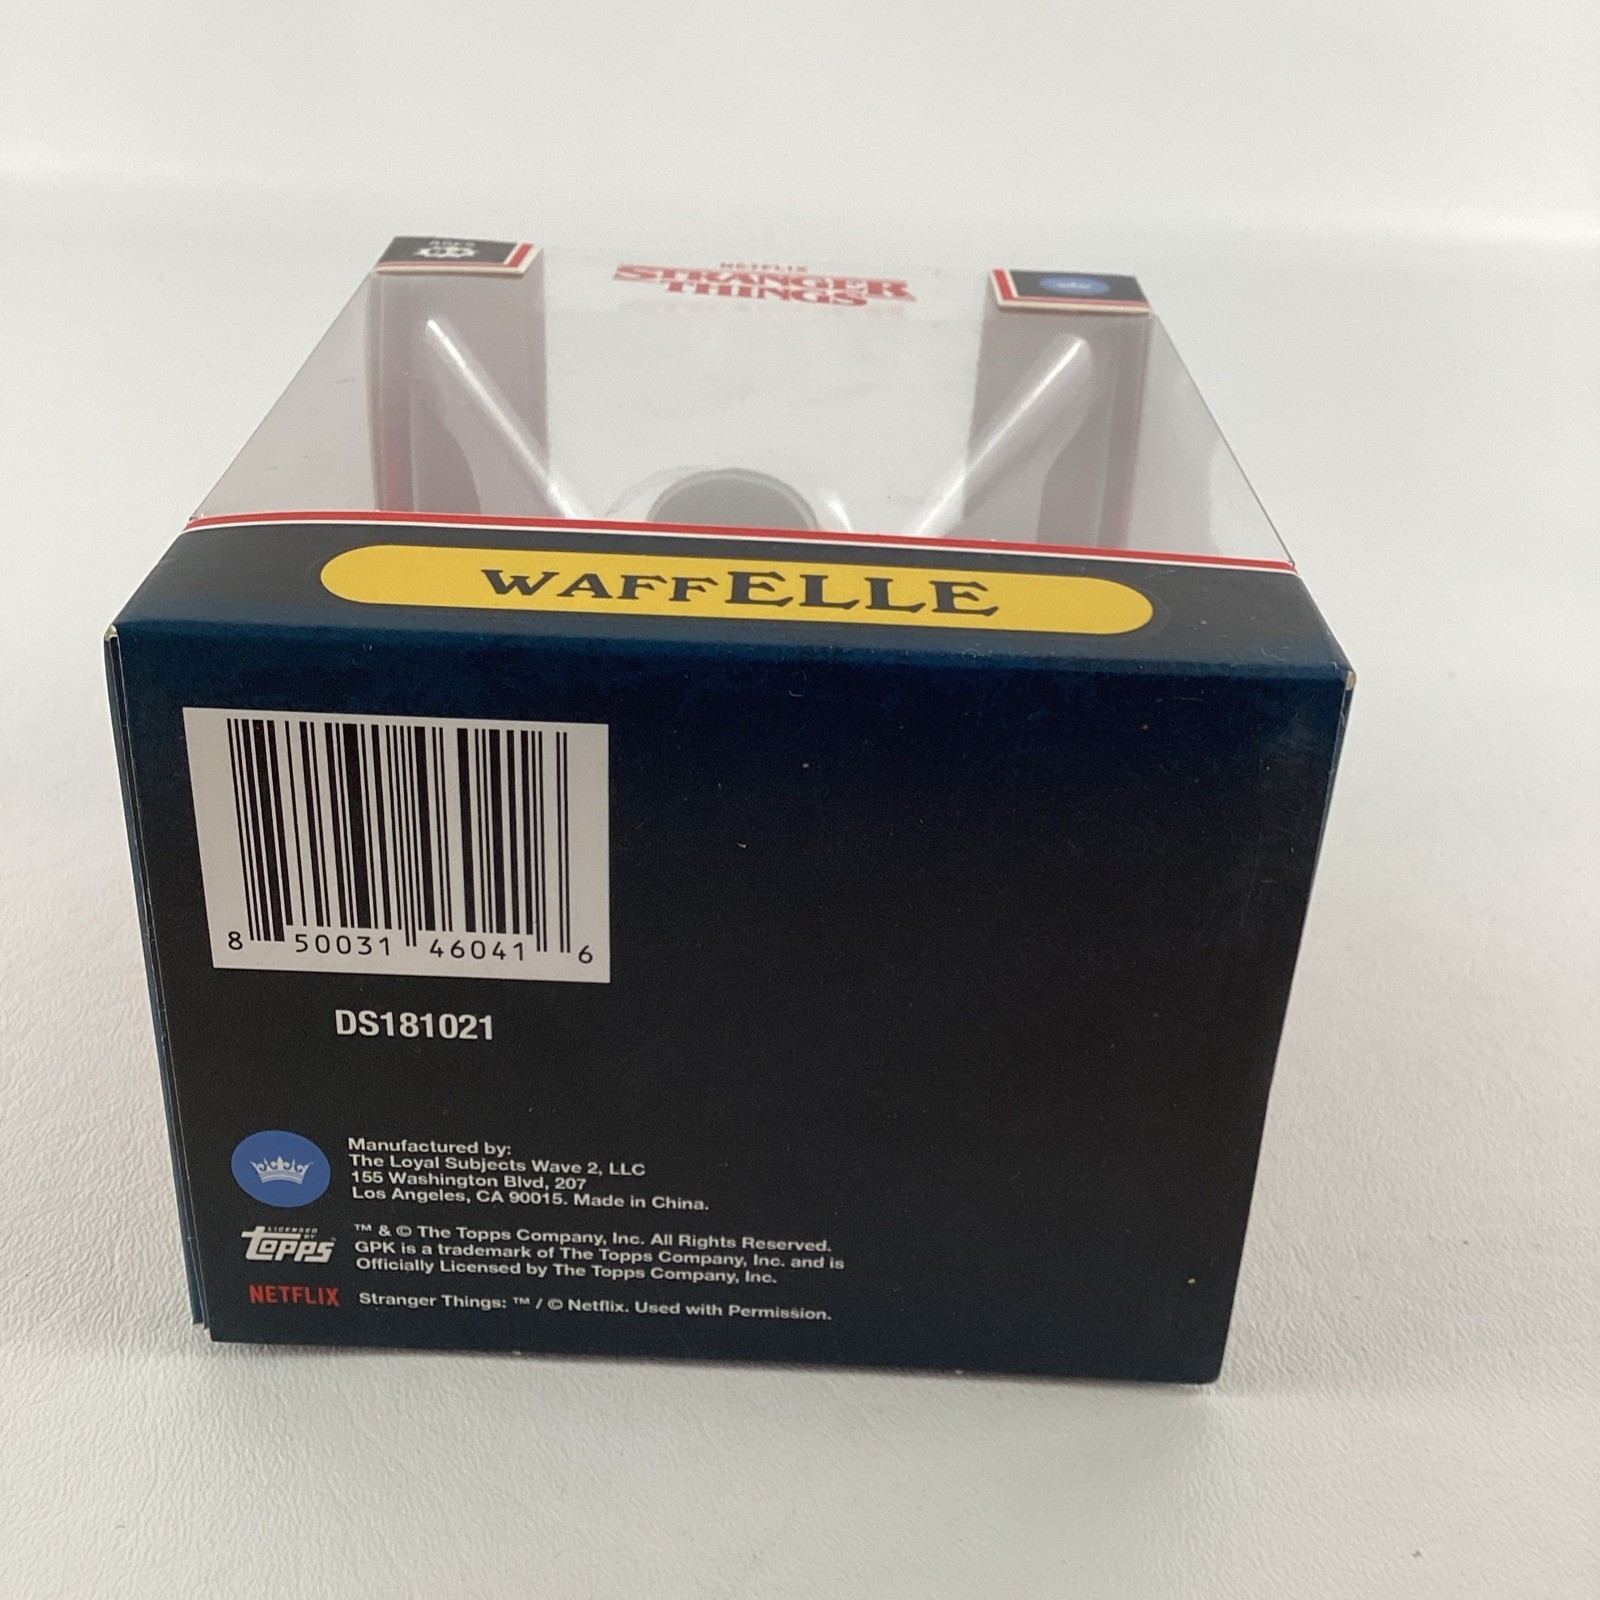 NETFLIX
STRANGER
THINGS
WAFFELLE
8 50031 46041 6
DS181021
Manufactured by:
The Loyal Subjects Wave 2, LLC
155 Washington Blvd, 207
Los Angeles, CA 90015. Made in China.
LICENSED
BY
topps
™ & © The Topps Company, Inc. All Rights Reserved.
GPK is a trademark of The Topps Company, Inc. and is
Officially Licensed by The Topps Company, Inc.
NETFLIX Stranger Things: ™ / © Netflix. Used with Permission.